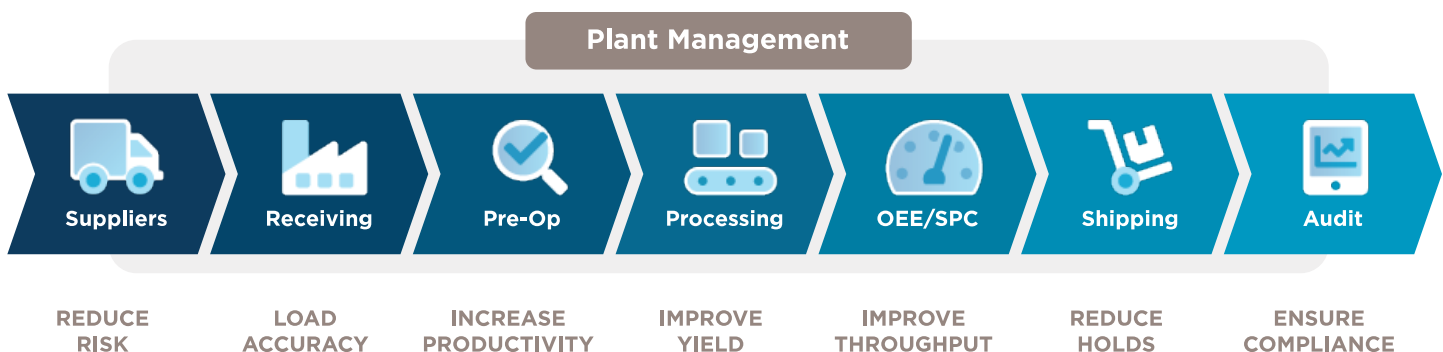 Plant Management
Suppliers
Receiving
Pre-Op
Processing
OEE/SPC
Shipping
Audit
REDUCE
RISK
LOAD
ACCURACY
INCREASE
PRODUCTIVITY
IMPROVE
YIELD
IMPROVE
THROUGHPUT
REDUCE
HOLDS
ENSURE
COMPLIANCE